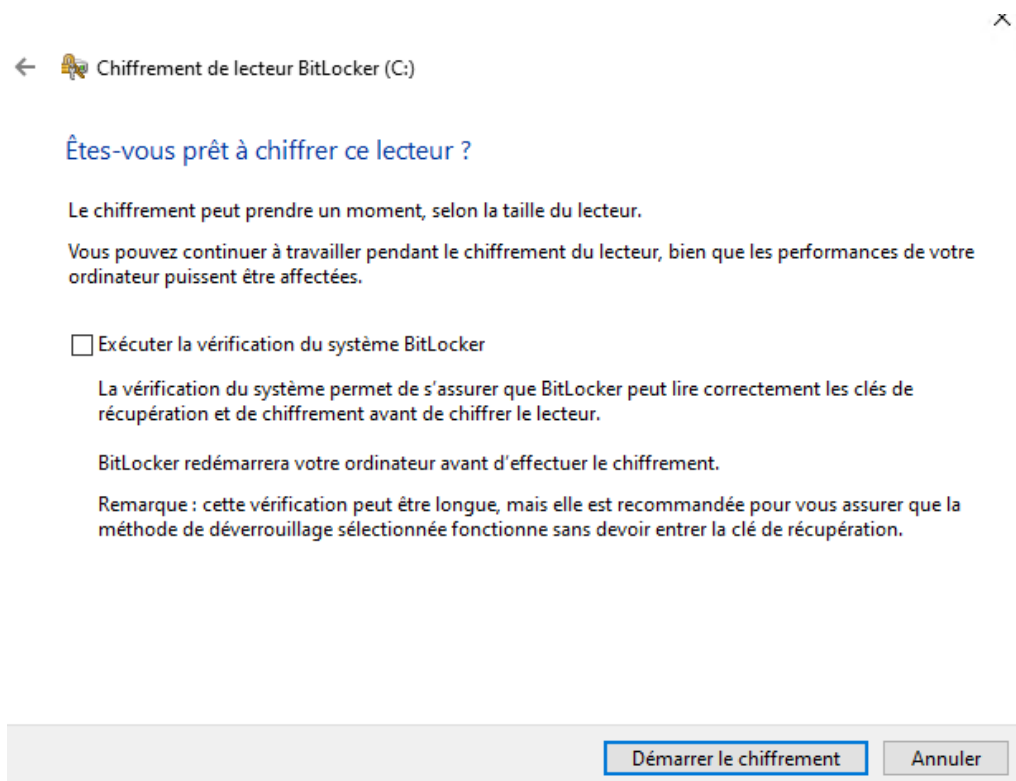 Chiffrement de lecteur BitLocker (C:)
Êtes-vous prêt à chiffrer ce lecteur ?
Le chiffrement peut prendre un moment, selon la taille du lecteur.
Vous pouvez continuer à travailler pendant le chiffrement du lecteur, bien que les performances de votre
ordinateur puissent être affectées.
Exécuter la vérification du système BitLocker
La vérification du système permet de s’assurer que BitLocker peut lire correctement les clés de
récupération et de chiffrement avant de chiffrer le lecteur.
BitLocker redémarrera votre ordinateur avant d’effectuer le chiffrement.
Remarque : cette vérification peut être longue, mais elle est recommandée pour vous assurer que la
méthode de déverrouillage sélectionnée fonctionne sans devoir entrer la clé de récupération.
Démarrer le chiffrement
Annuler